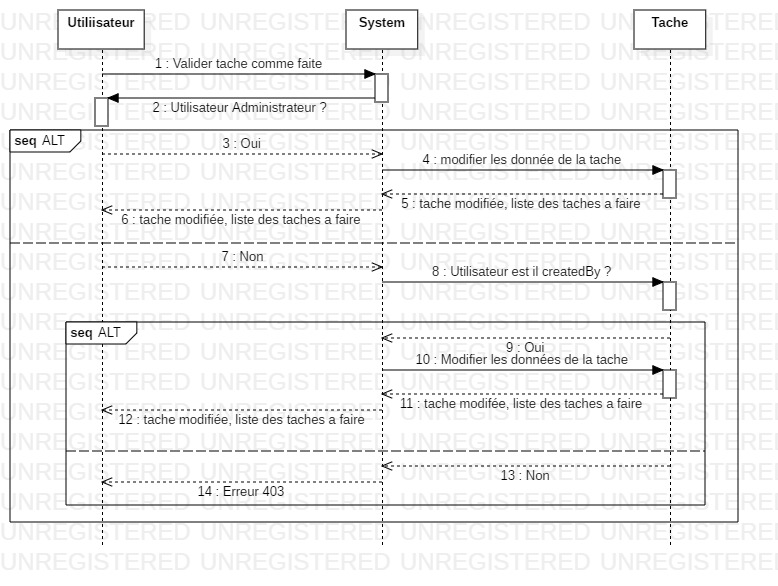 Utiliisateur System Tache
1 : Valider tache comme faite
2 : Utilisateur Administrateur ?
seq ALT
3 : Oui
4 : modifier les donnée de la tache
5 : tache modifiée, liste des taches a faire
6 : tache modifiée, liste des taches a faire
7 : Non
8 : Utilisateur est il createdBy ?
seq ALT
9 : Oui
10 : Modifier les données de la tache
11 : tache modifée, liste des taches a faire
12 : tache modifiée, liste des taches a faire
13 : Non
14 : Erreur 403
UNREGISTERED